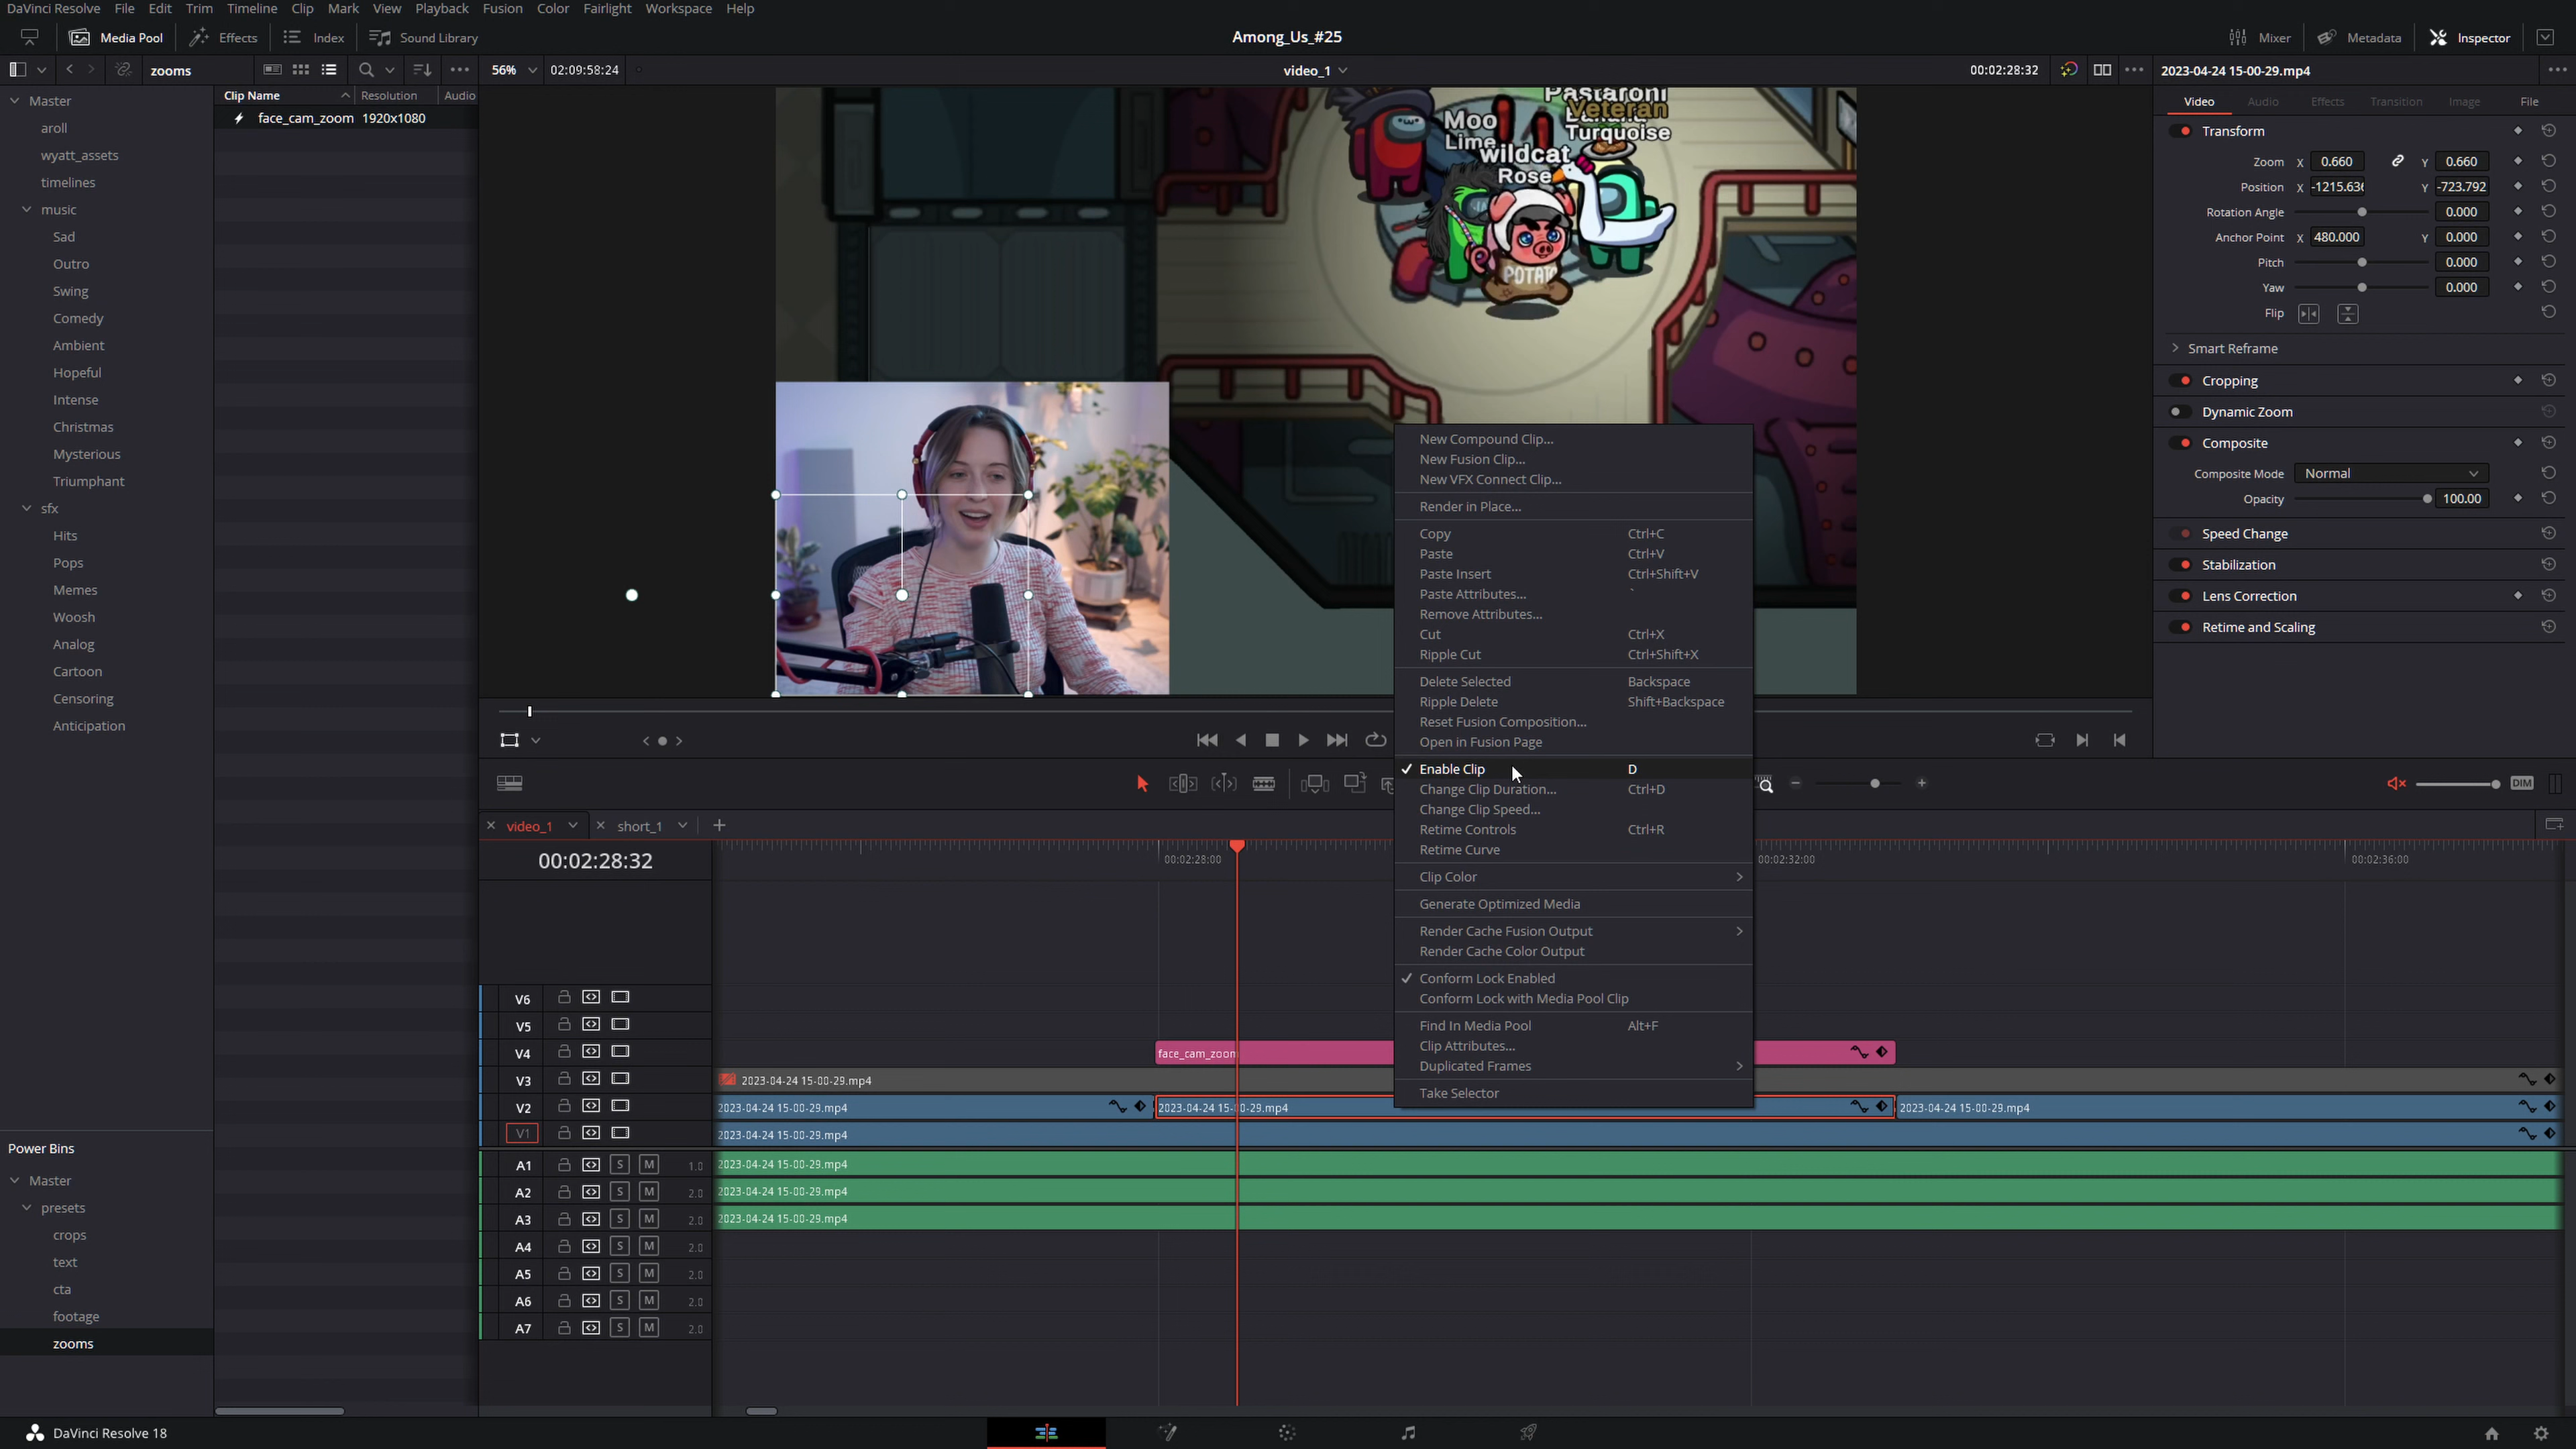 DaVinci Resolve File Edit Trim Timeline Clip Mark View Playback Fusion Color Fairlight Workspace Help
Media Pool Effects Index Sound Library Among_Us_#25 Mixer Metadata Inspector
zooms 56% 02:09:58:24 video_1 00:02:28:32 2023-04-24 15-00-29.mp4
Clip Name Resolution Audio
face_cam_zoom 1920x1080
Master
aroll
wyatt_assets
timelines
music
Sad
Outro
Swing
Comedy
Ambient
Hopeful
Intense
Christmas
Mysterious
Triumphant
sfx
Hits
Pops
Memes
Woosh
Analog
Cartoon
Censoring
Anticipation
Power Bins
Master
presets
crops
text
cta
footage
zooms
Pastaroni
Veteran
Moo
Lime
Turquoise
wildcat
Rose
POTATO
Video Audio Effects Transition Image File
Transform
Zoom X 0.660 Y 0.660
Position X -1215.636 Y -723.792
Rotation Angle 0.000
Anchor Point X 480.000 Y 0.000
Pitch 0.000
Yaw 0.000
Flip
Smart Reframe
Cropping
Dynamic Zoom
Composite
Composite Mode Normal
Opacity 100.00
Speed Change
Stabilization
Lens Correction
Retime and Scaling
New Compound Clip...
New Fusion Clip...
New VFX Connect Clip...
Render in Place...
Copy Ctrl+C
Paste Ctrl+V
Paste Insert Ctrl+Shift+V
Paste Attributes... `
Remove Attributes...
Cut Ctrl+X
Ripple Cut Ctrl+Shift+X
Delete Selected Backspace
Ripple Delete Shift+Backspace
Reset Fusion Composition...
Open in Fusion Page
Enable Clip D
Change Clip Duration... Ctrl+D
Change Clip Speed...
Retime Controls Ctrl+R
Retime Curve
Clip Color
Generate Optimized Media
Render Cache Fusion Output
Render Cache Color Output
Conform Lock Enabled
Conform Lock with Media Pool Clip
Find In Media Pool Alt+F
Clip Attributes...
Duplicated Frames
Take Selector
DIM
video_1 short_1
00:02:28:32 00:02:28:00 00:02:32:00 00:02:36:00
V6
V5
V4 face_cam_zoom
V3 2023-04-24 15-00-29.mp4
V2 2023-04-24 15-00-29.mp4 2023-04-24 15-00-29.mp4 2023-04-24 15-00-29.mp4
V1 2023-04-24 15-00-29.mp4
A1 S M 1.0 2023-04-24 15-00-29.mp4
A2 S M 2.0 2023-04-24 15-00-29.mp4
A3 S M 2.0 2023-04-24 15-00-29.mp4
A4 S M 2.0
A5 S M 2.0
A6 S M 2.0
A7 S M 2.0
DaVinci Resolve 18